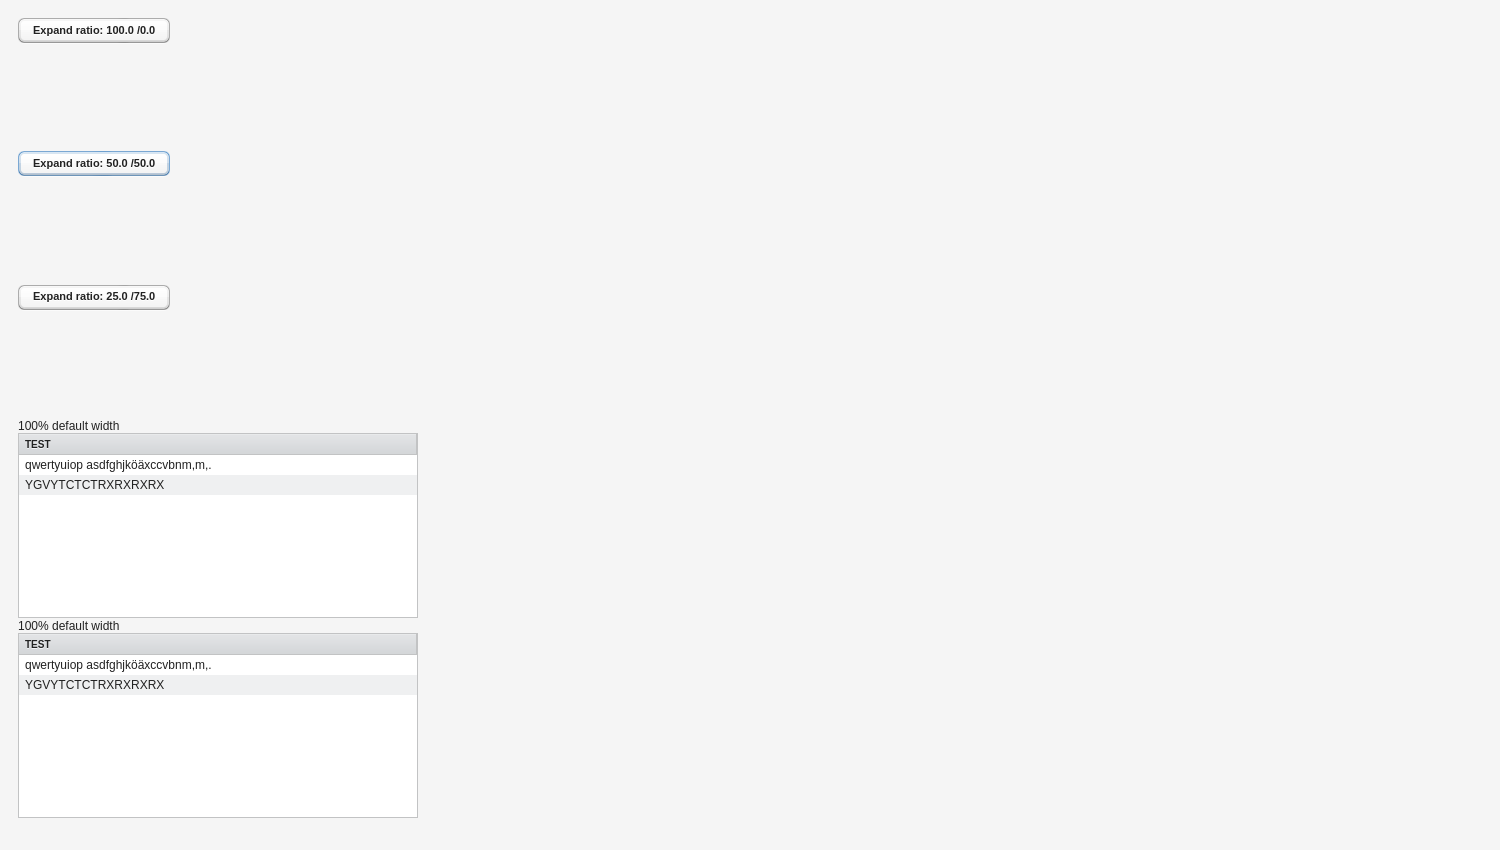 Expand ratio: 100.0 /0.0
Expand ratio: 50.0 /50.0
Expand ratio: 25.0 /75.0
100% default width
TEST
qwertyuiop asdfghjköäxccvbnm,m,.
YGVYTCTCTRXRXRXRX
100% default width
TEST
qwertyuiop asdfghjköäxccvbnm,m,.
YGVYTCTCTRXRXRXRX